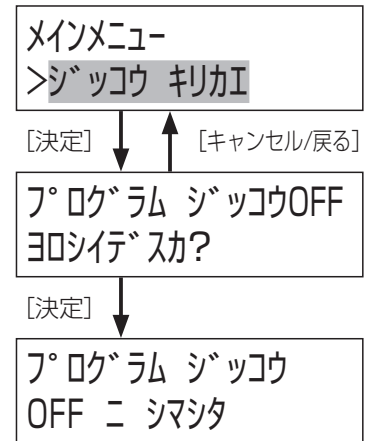 メインメニュー
>ジッコウ キリカエ
[決定] [キャンセル/戻る]
プログラム ジッコウOFF
ヨロシイデスカ?
[決定]
プログラム ジッコウ
OFF ニ シマシタ